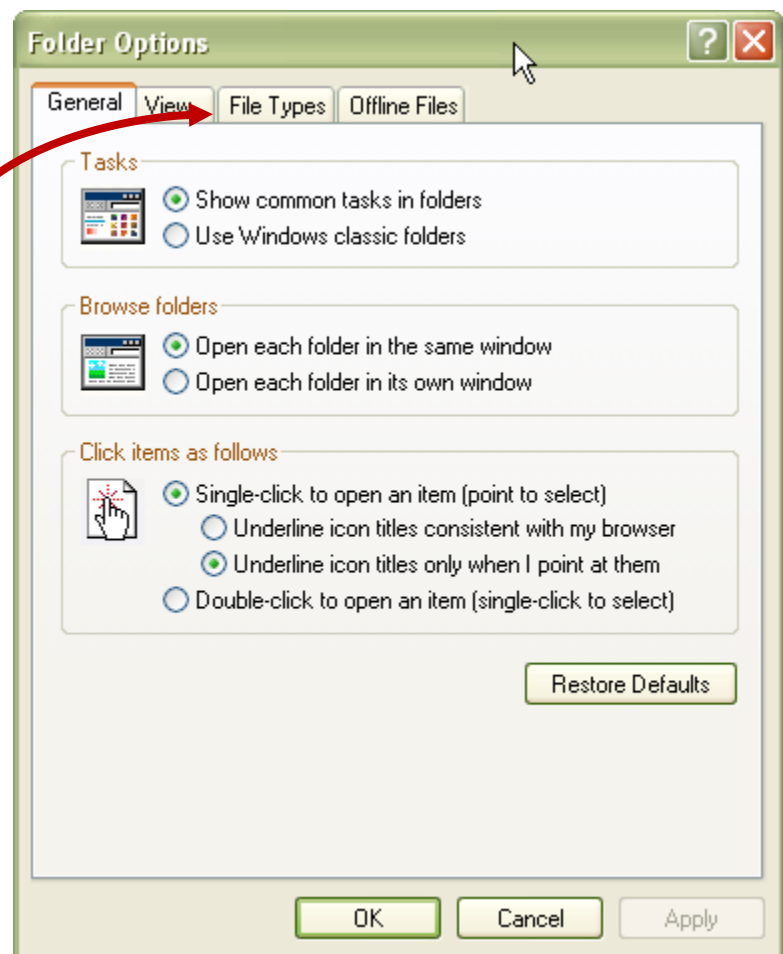 Folder Options
General View File Types Offline Files
Tasks
Show common tasks in folders
Use Windows classic folders
Browse folders
Open each folder in the same window
Open each folder in its own window
Click items as follows
Single-click to open an item (point to select)
Underline icon titles consistent with my browser
Underline icon titles only when I point at them
Double-click to open an item (single-click to select)
Restore Defaults
OK Cancel Apply